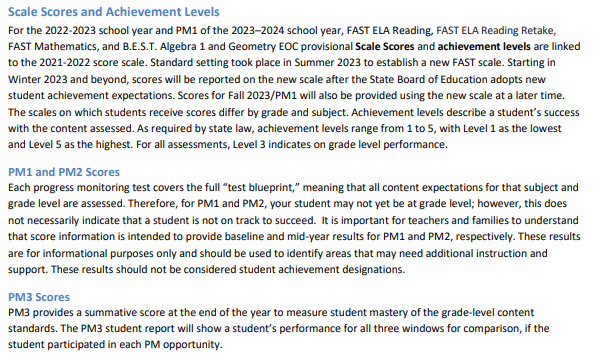 Scale Scores and Achievement Levels
For the 2022-2023 school year and PM1 of the 2023–2024 school year, FAST ELA Reading, FAST ELA Reading Retake,
FAST Mathematics, and B.E.S.T. Algebra 1 and Geometry EOC provisional Scale Scores and achievement levels are linked
to the 2021-2022 score scale. Standard setting took place in Summer 2023 to establish a new FAST scale. Starting in
Winter 2023 and beyond, scores will be reported on the new scale after the State Board of Education adopts new
student achievement expectations. Scores for Fall 2023/PM1 will also be provided using the new scale at a later time.
The scales on which students receive scores differ by grade and subject. Achievement levels describe a student’s success
with the content assessed. As required by state law, achievement levels range from 1 to 5, with Level 1 as the lowest
and Level 5 as the highest. For all assessments, Level 3 indicates on grade level performance.
PM1 and PM2 Scores
Each progress monitoring test covers the full “test blueprint,” meaning that all content expectations for that subject and
grade level are assessed. Therefore, for PM1 and PM2, your student may not yet be at grade level; however, this does
not necessarily indicate that a student is not on track to succeed. It is important for teachers and families to understand
that score information is intended to provide baseline and mid-year results for PM1 and PM2, respectively. These results
are for informational purposes only and should be used to identify areas that may need additional instruction and
support. These results should not be considered student achievement designations.
PM3 Scores
PM3 provides a summative score at the end of the year to measure student mastery of the grade-level content
standards. The PM3 student report will show a student’s performance for all three windows for comparison, if the
student participated in each PM opportunity.